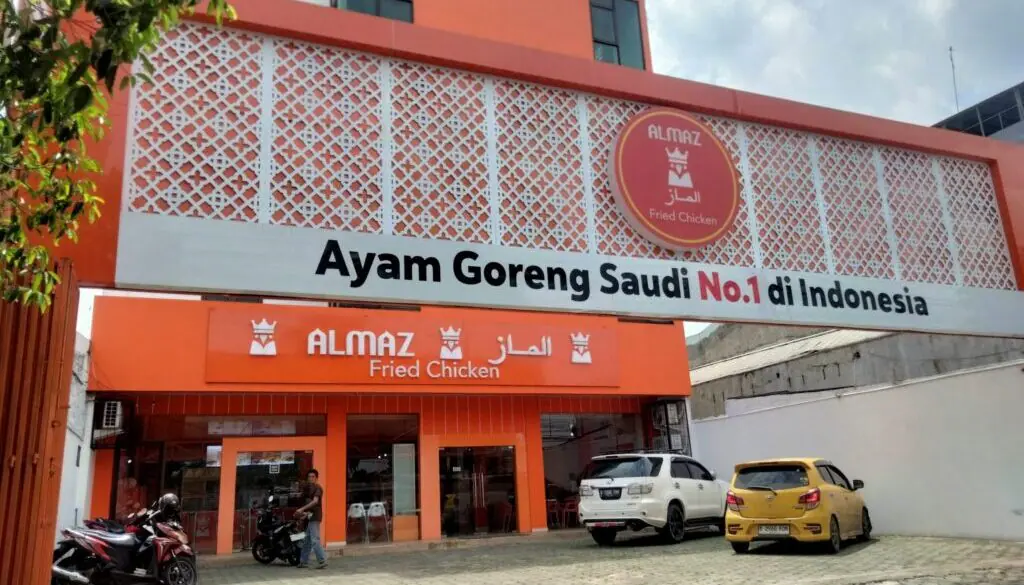 ALMAZ
الماز
Fried Chicken
Ayam Goreng Saudi No.1 di Indonesia
ALMAZ الماز
Fried Chicken